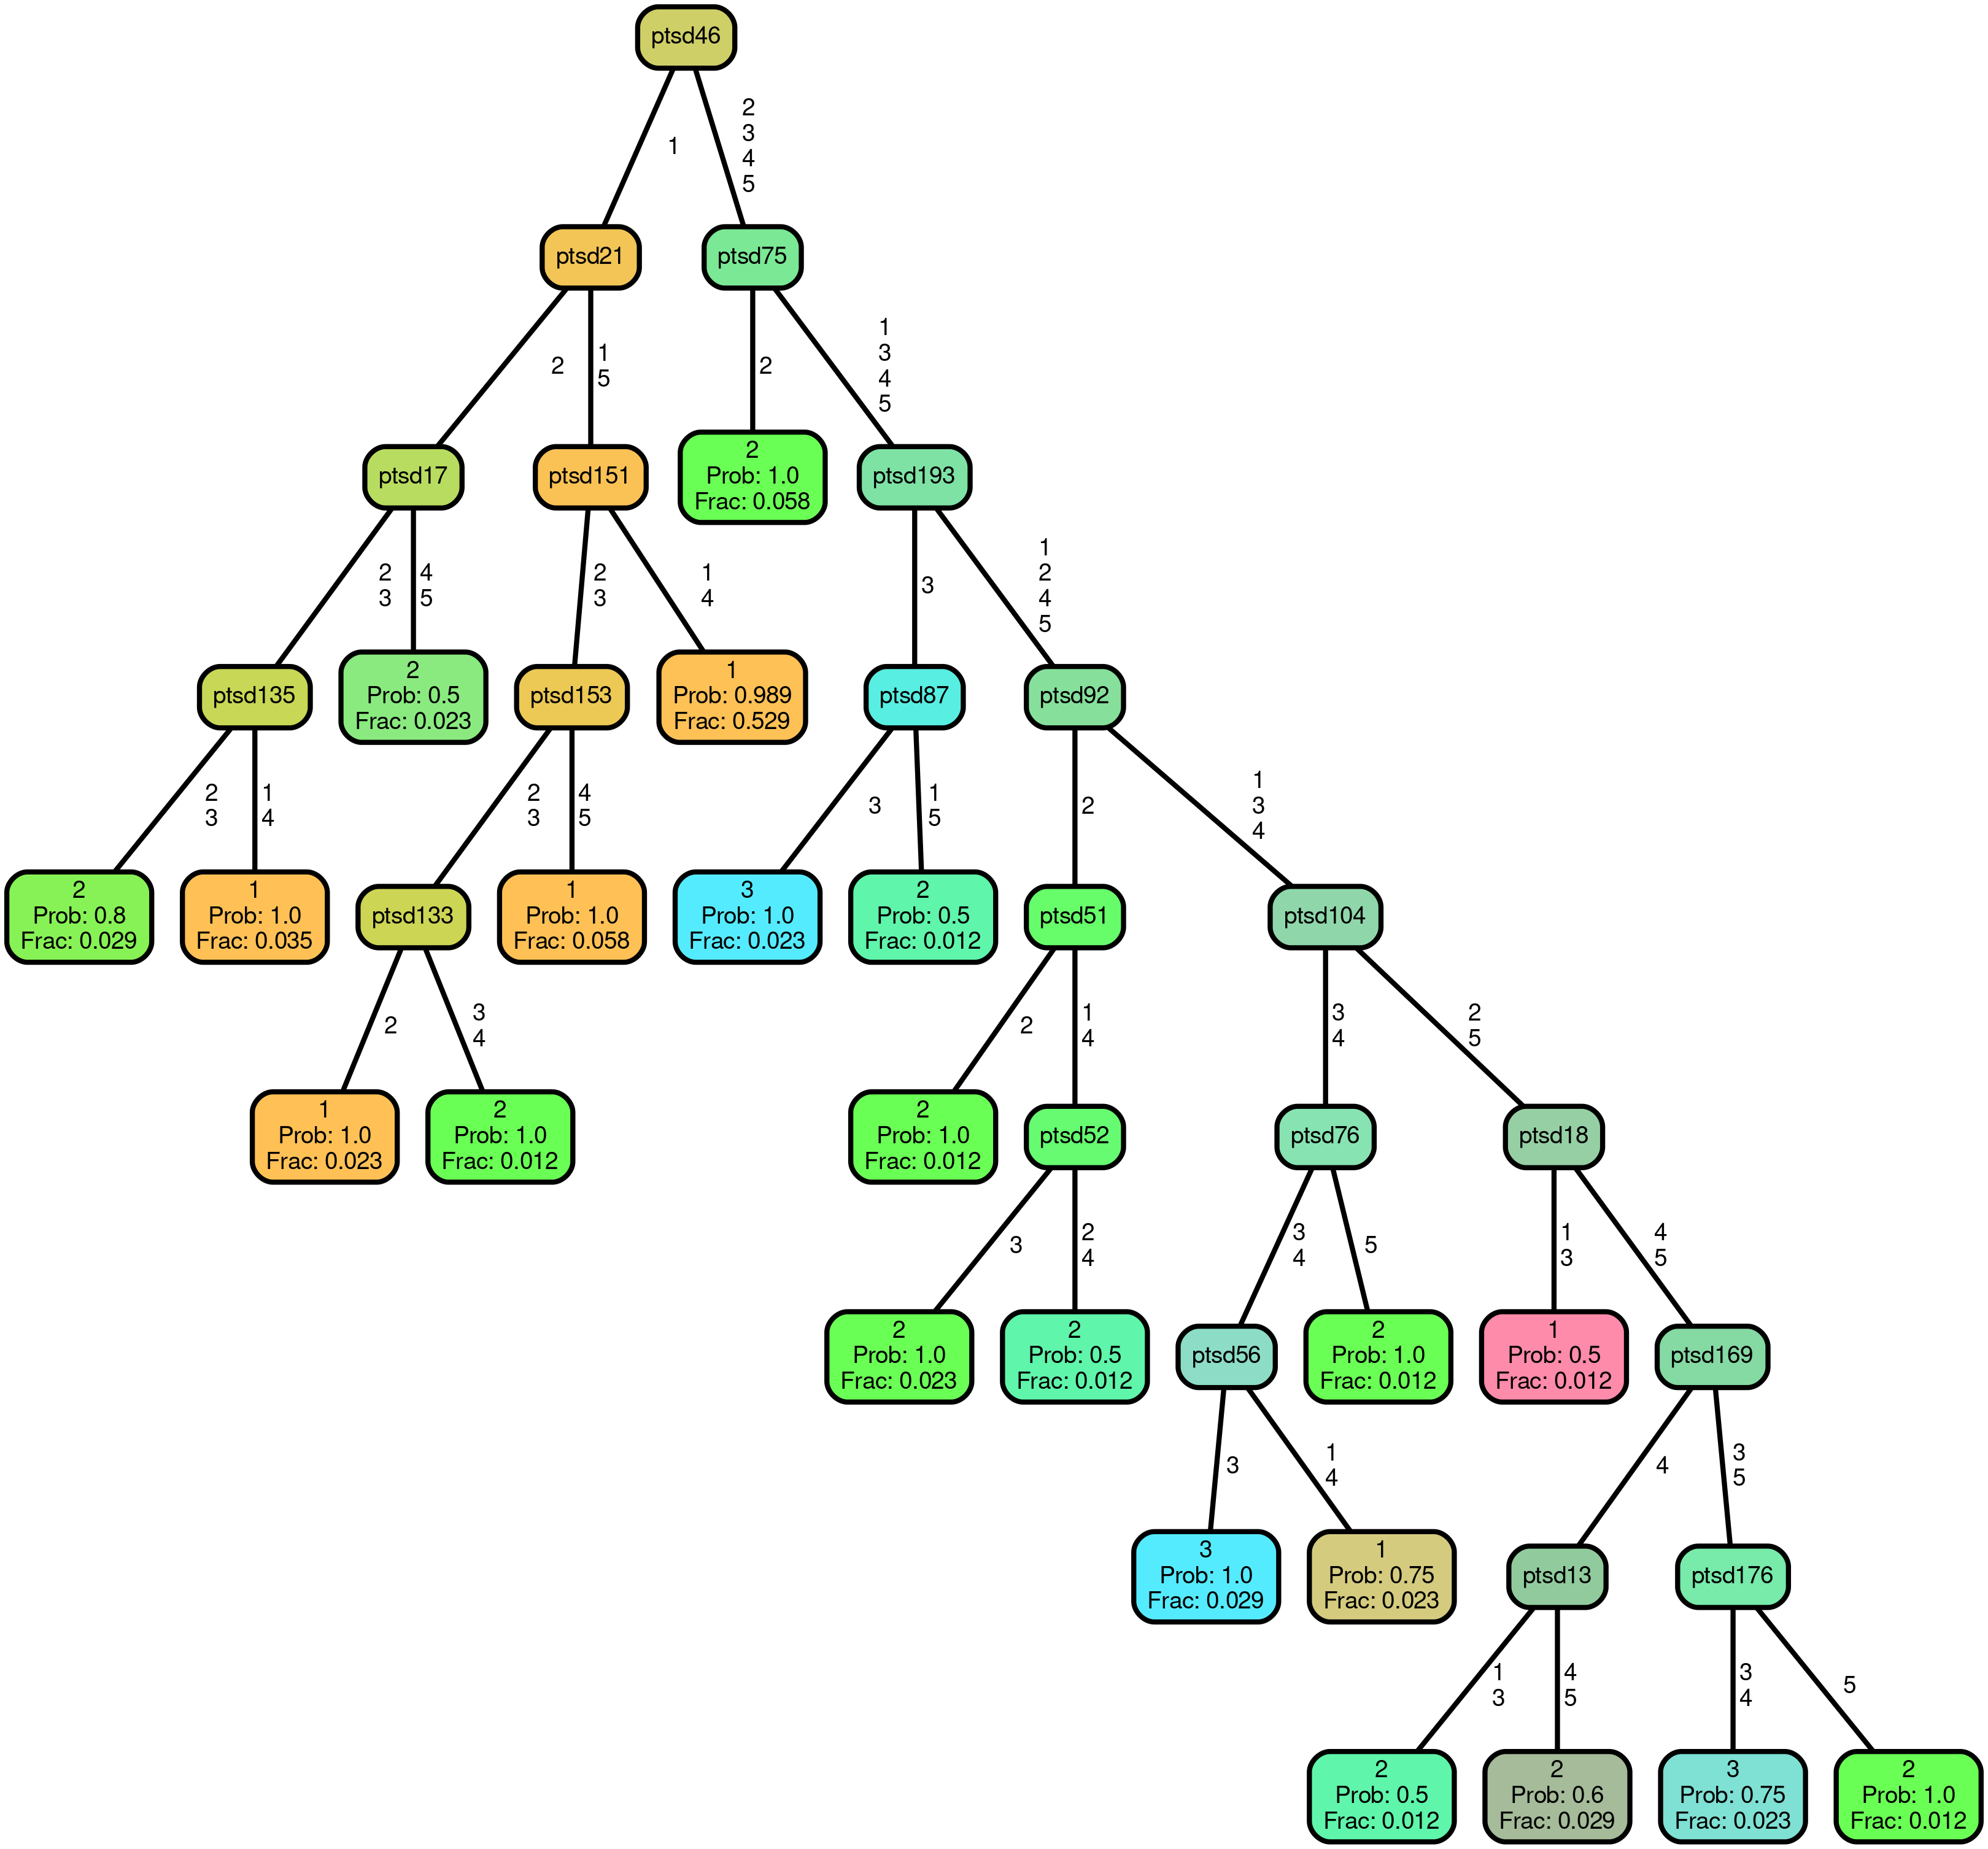 ptsd46
1
2
3
4
5
ptsd21
ptsd75
2
1
5
2
1
3
4
5
ptsd17
ptsd151
2
Prob: 1.0
Frac: 0.058
ptsd193
2
3
4
5
2
3
1
4
3
1
2
4
5
ptsd135
2
Prob: 0.5
Frac: 0.023
ptsd153
1
Prob: 0.989
Frac: 0.529
ptsd87
ptsd92
2
3
1
4
2
3
4
5
3
1
5
2
1
3
4
2
Prob: 0.8
Frac: 0.029
1
Prob: 1.0
Frac: 0.035
ptsd133
1
Prob: 1.0
Frac: 0.058
3
Prob: 1.0
Frac: 0.023
2
Prob: 0.5
Frac: 0.012
ptsd51
ptsd104
2
3
4
2
1
4
3
4
2
5
1
Prob: 1.0
Frac: 0.023
2
Prob: 1.0
Frac: 0.012
2
Prob: 1.0
Frac: 0.012
ptsd52
ptsd76
ptsd18
3
2
4
3
4
5
1
3
4
5
2
Prob: 1.0
Frac: 0.023
2
Prob: 0.5
Frac: 0.012
ptsd56
2
Prob: 1.0
Frac: 0.012
1
Prob: 0.5
Frac: 0.012
ptsd169
3
1
4
4
3
5
3
Prob: 1.0
Frac: 0.029
1
Prob: 0.75
Frac: 0.023
ptsd13
ptsd176
1
3
4
5
3
4
5
2
Prob: 0.5
Frac: 0.012
2
Prob: 0.6
Frac: 0.029
3
Prob: 0.75
Frac: 0.023
2
Prob: 1.0
Frac: 0.012